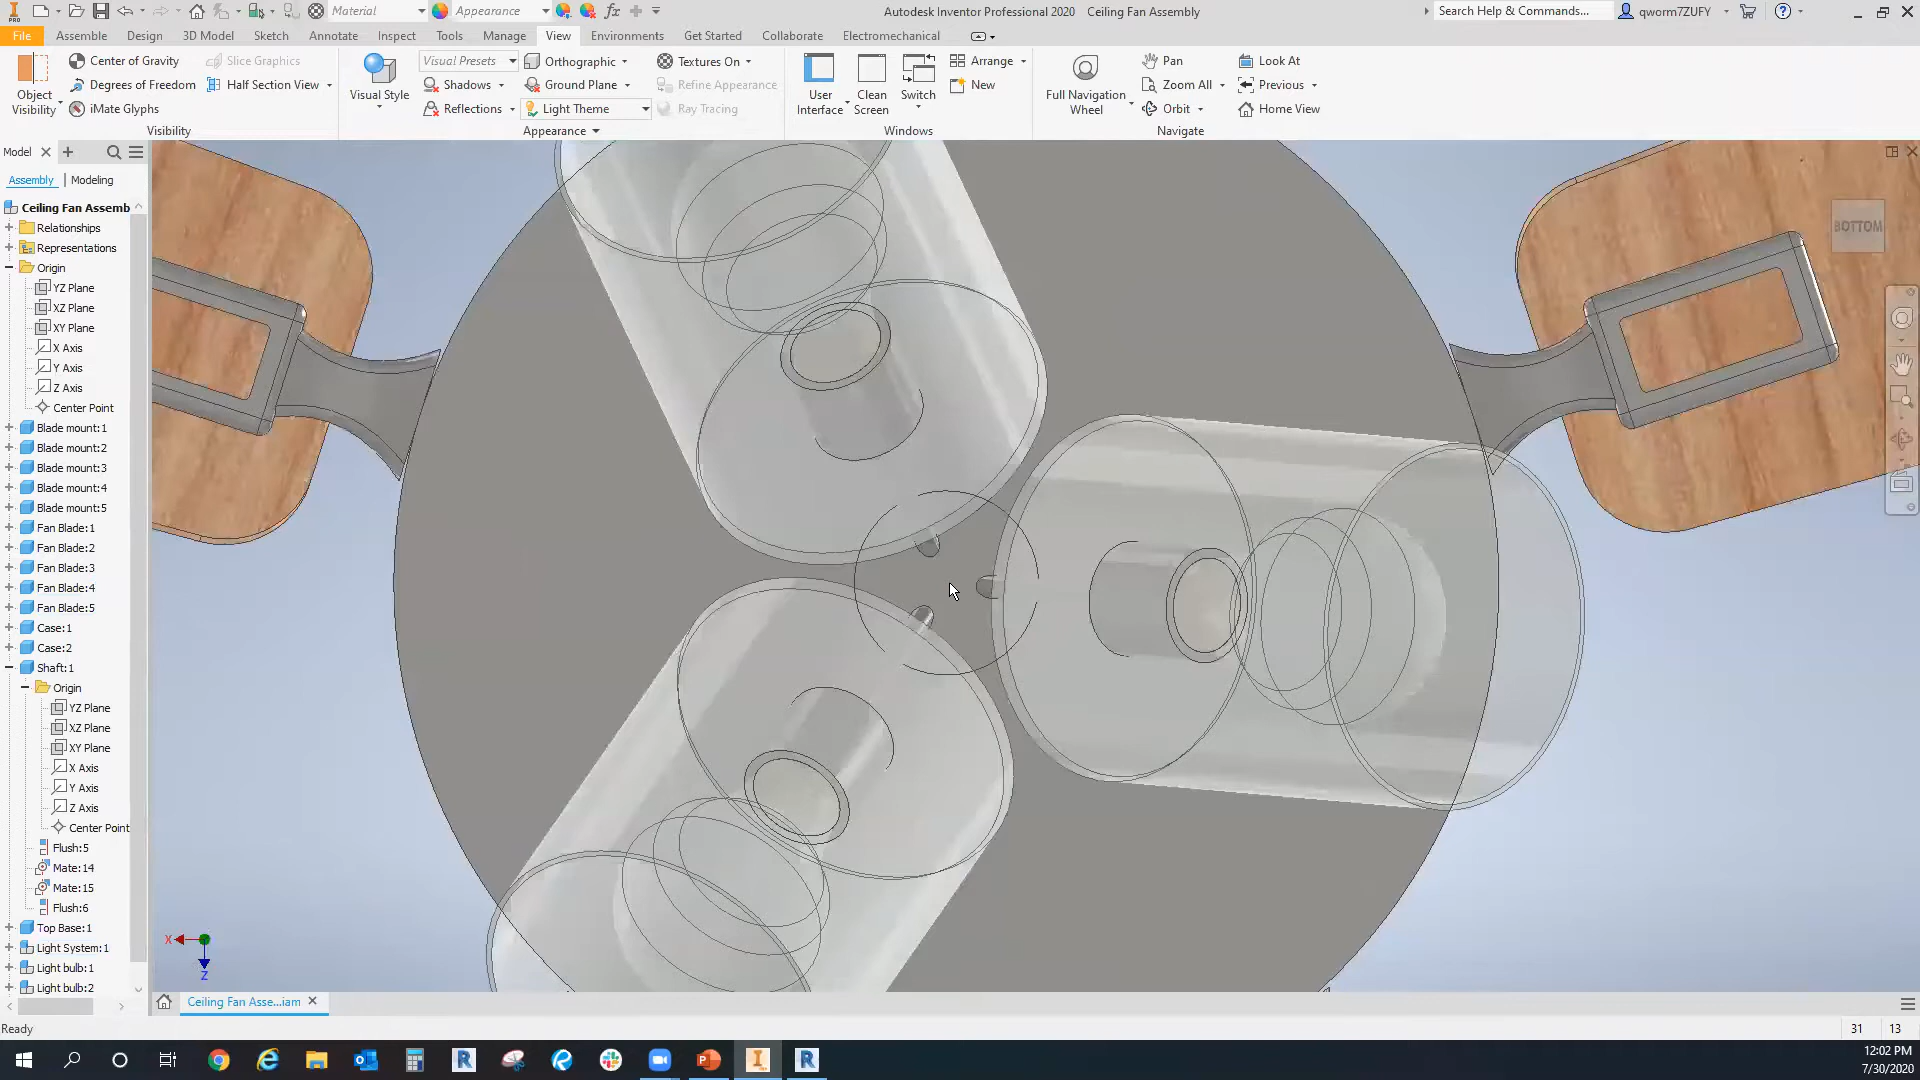 Material
Appearance
Autodesk Inventor Professional 2020 Ceiling Fan Assembly
Search Help & Commands...
qworm7ZUFY
File Assemble Design 3D Model Sketch Annotate Inspect Tools Manage View Environments Get Started Collaborate Electromechanical
Object Visibility
Center of Gravity
Slice Graphics
Degrees of Freedom
Half Section View
iMate Glyphs
Visibility
Visual Style
Visual Presets
Shadows
Reflections
Orthographic
Ground Plane
Light Theme
Textures On
Refine Appearance
Ray Tracing
Appearance
User Interface
Clean Screen
Switch
Arrange
New
Windows
Full Navigation Wheel
Pan
Zoom All
Orbit
Look At
Previous
Home View
Navigate
Model
Assembly Modeling
Ceiling Fan Assemb
Relationships
Representations
Origin
YZ Plane
XZ Plane
XY Plane
X Axis
Y Axis
Z Axis
Center Point
Blade mount:1
Blade mount:2
Blade mount:3
Blade mount:4
Blade mount:5
Fan Blade:1
Fan Blade:2
Fan Blade:3
Fan Blade:4
Fan Blade:5
Case:1
Case:2
Shaft:1
Origin
YZ Plane
XZ Plane
XY Plane
X Axis
Y Axis
Z Axis
Center Point
Flush:5
Mate:14
Mate:15
Flush:6
Top Base:1
Light System:1
Light bulb:1
Light bulb:2
BOTTOM
X
Z
Ceiling Fan Asse...iam
Ready
31 13
12:02 PM
7/30/2020